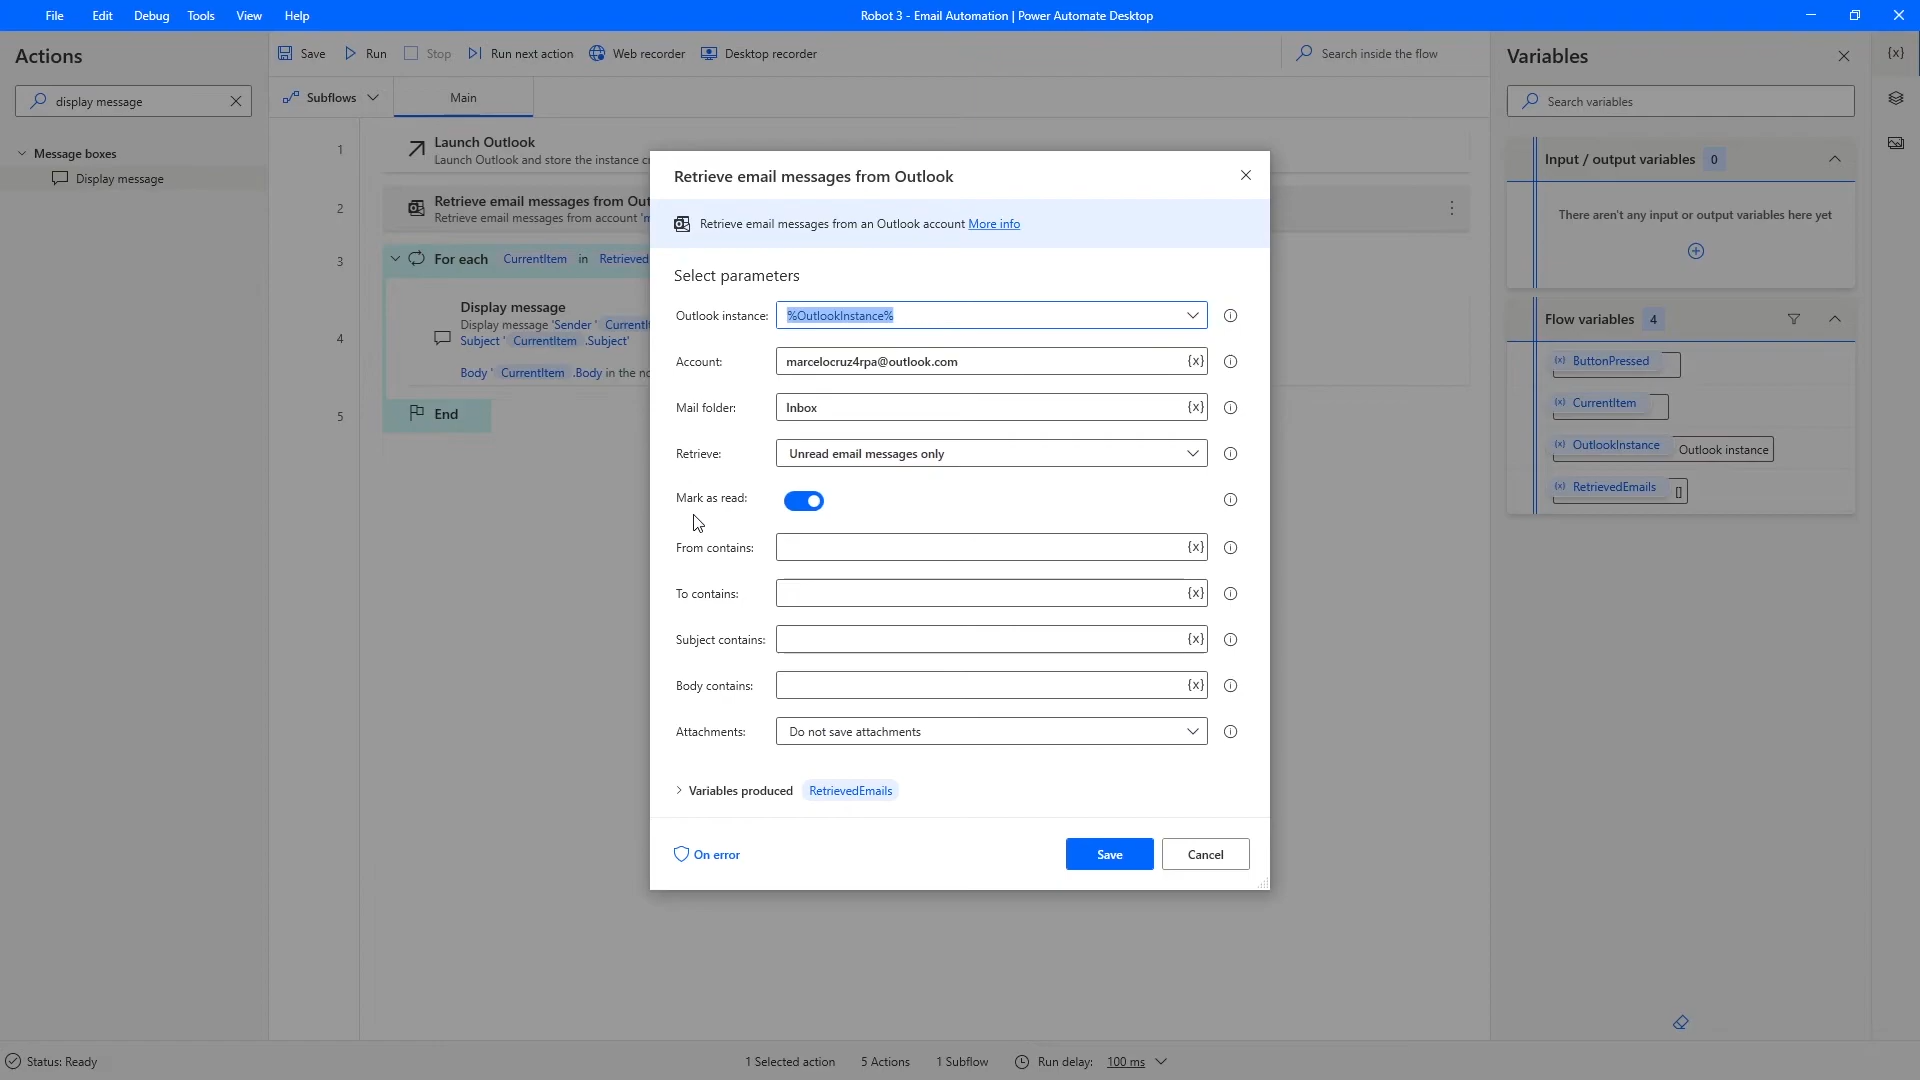 File Edit Debug Tools View Help
Robot 3 - Email Automation | Power Automate Desktop
Actions
display message
Message boxes
Display message
Save Run Stop Run next action Web recorder Desktop recorder
Search inside the flow
Subflows Main
1
Launch Outlook
Launch Outlook and store the instance
2
Retrieve email messages from
Retrieve email messages from account
3
For each CurrentItem in Retrieved
4
Display message
Display message 'Sender '
Subject ' CurrentItem .Subject'
Body ' CurrentItem .Body in the
5
End
Retrieve email messages from Outlook
Retrieve email messages from an Outlook account More info
Select parameters
Outlook instance: %OutlookInstance%
Account: marcelocruz4rpa@outlook.com {x}
Mail folder: Inbox {x}
Retrieve: Unread email messages only
Mark as read:
From contains: {x}
To contains: {x}
Subject contains: {x}
Body contains: {x}
Attachments: Do not save attachments
Variables produced RetrievedEmails
On error
Save Cancel
Variables
{x}
Search variables
Input / output variables 0
There aren't any input or output variables here yet
Flow variables 4
(x) ButtonPressed
(x) CurrentItem
(x) OutlookInstance Outlook instance
(x) RetrievedEmails []
Status: Ready
1 Selected action 5 Actions 1 Subflow Run delay: 100 ms